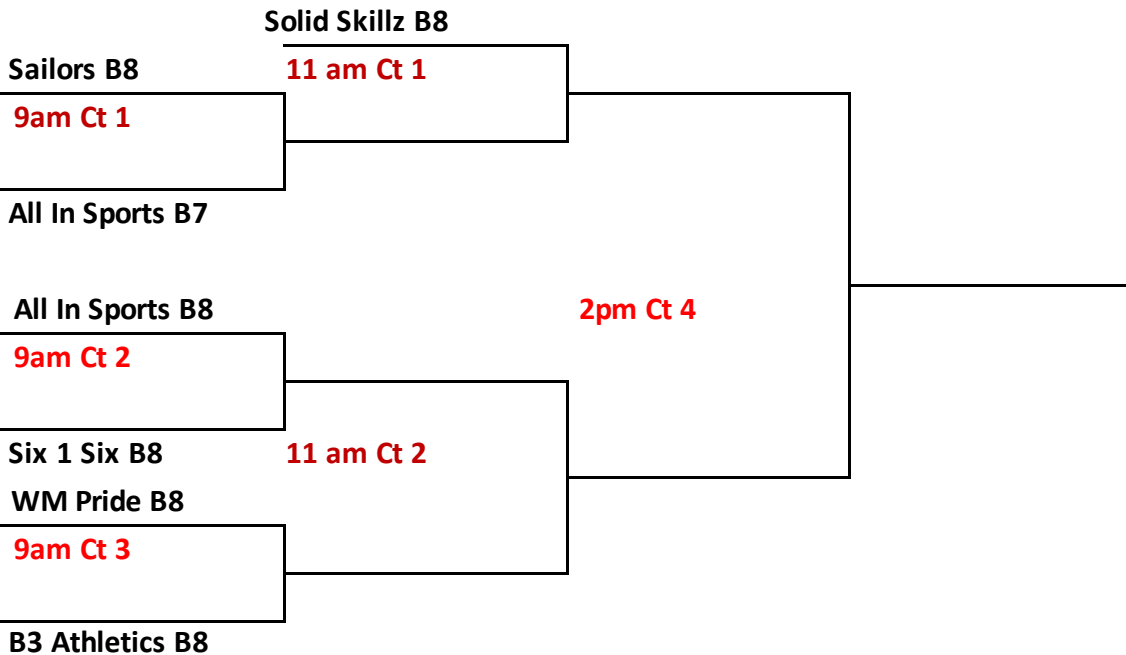 Solid Skillz B8
Sailors B8
11 am Ct 1
9am Ct 1
All In Sports B7
All In Sports B8
2pm Ct 4
9am Ct 2
Six 1 Six B8
11 am Ct 2
WM Pride B8
9am Ct 3
B3 Athletics B8